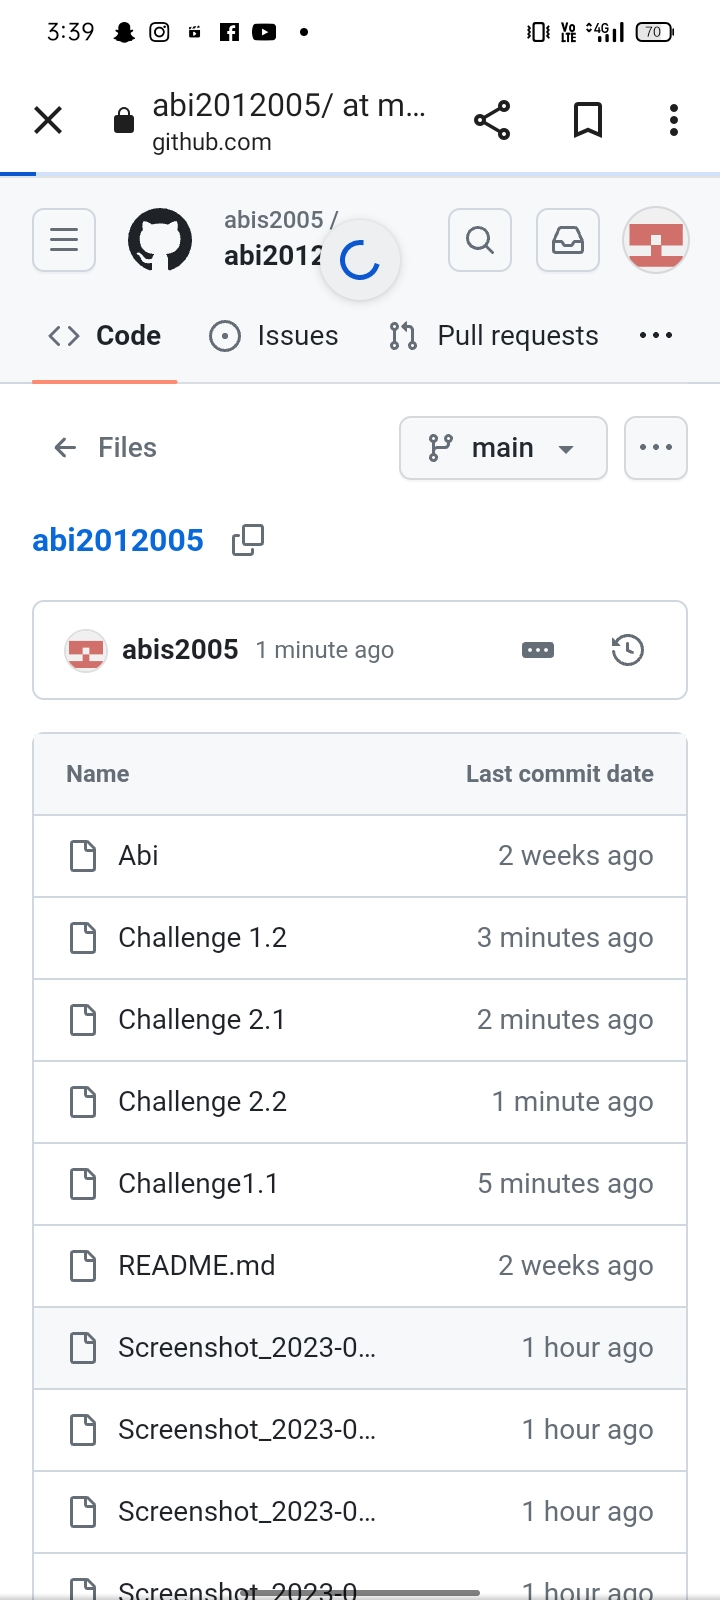 3:39
Vo LTE 4G 70
abi2012005/ at m...
github.com
abis2005 /
abi2012
Code Issues Pull requests
Files main
abi2012005
abis2005 1 minute ago
Name Last commit date
Abi 2 weeks ago
Challenge 1.2 3 minutes ago
Challenge 2.1 2 minutes ago
Challenge 2.2 1 minute ago
Challenge1.1 5 minutes ago
README.md 2 weeks ago
Screenshot_2023-0... 1 hour ago
Screenshot_2023-0... 1 hour ago
Screenshot_2023-0... 1 hour ago
Screenshot_2023-0... 1 hour ago